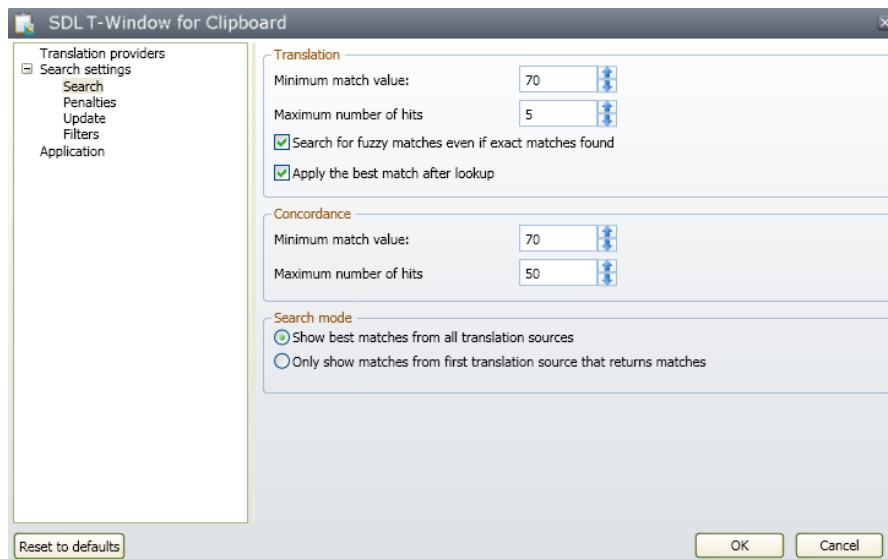 SDL T-Window for Clipboard
Translation providers
Search settings
Search
Penalties
Update
Filters
Application
Translation
Minimum match value: 70
Maximum number of hits 5
Search for fuzzy matches even if exact matches found
Apply the best match after lookup
Concordance
Minimum match value: 70
Maximum number of hits 50
Search mode
Show best matches from all translation sources
Only show matches from first translation source that returns matches
Reset to defaults OK Cancel